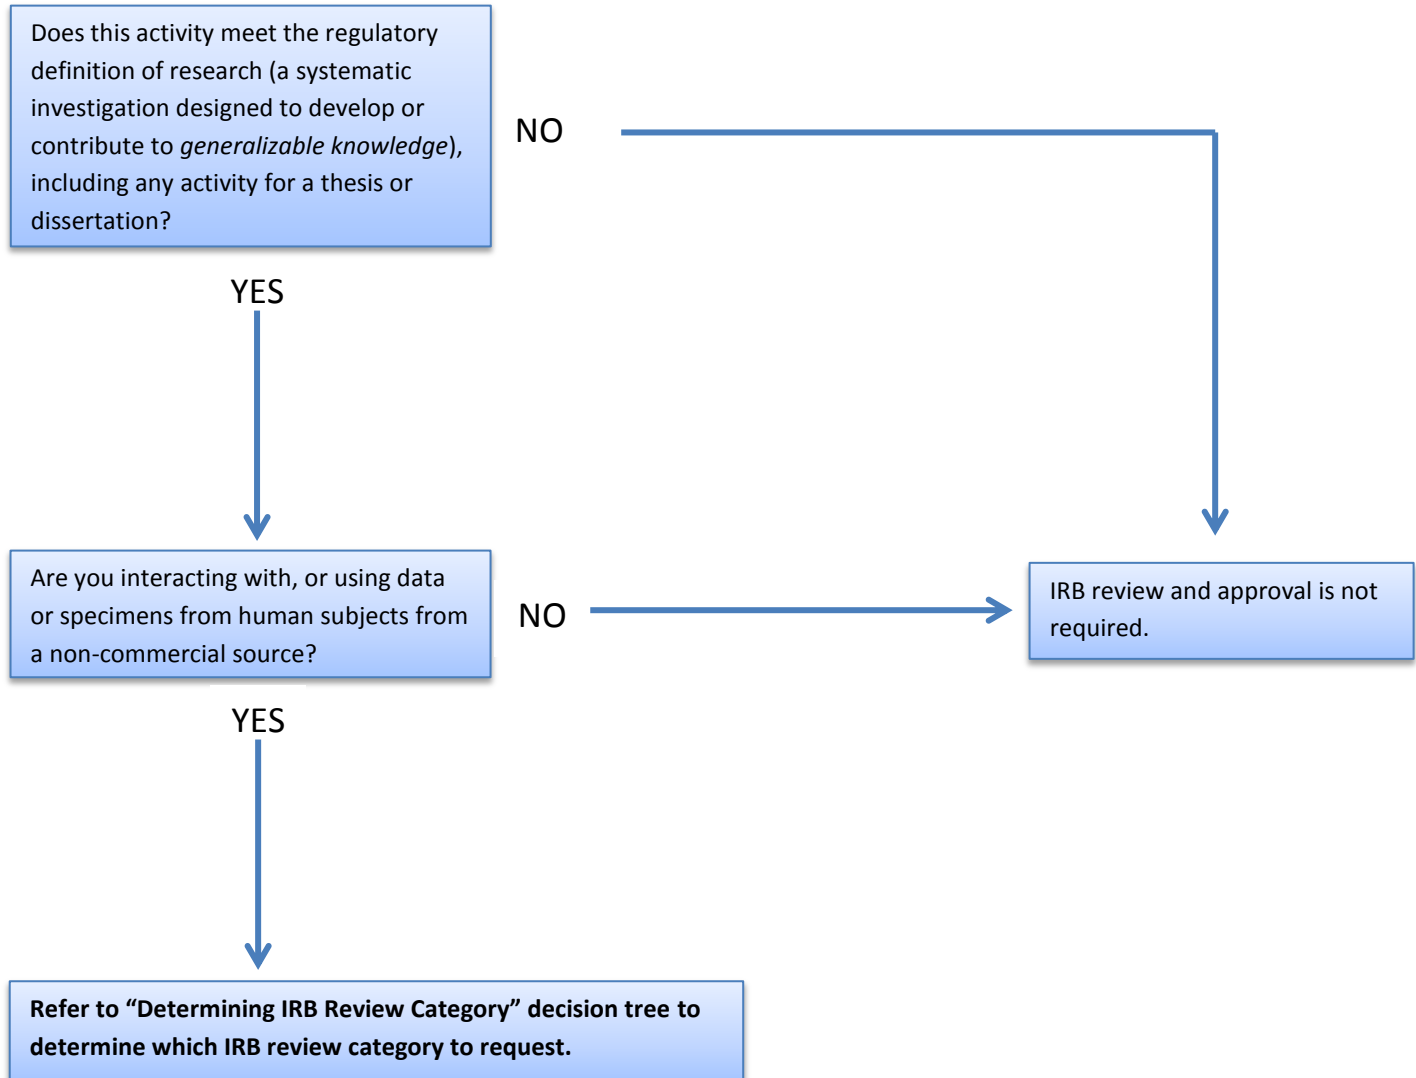 Does this activity meet the regulatory
definition of research (a systematic
investigation designed to develop or
contribute to generalizable knowledge),
including any activity for a thesis or
dissertation?
NO
YES
Are you interacting with, or using data
or specimens from human subjects from
a non-commercial source?
NO
IRB review and approval is not
required.
YES
Refer to “Determining IRB Review Category” decision tree to
determine which IRB review category to request.